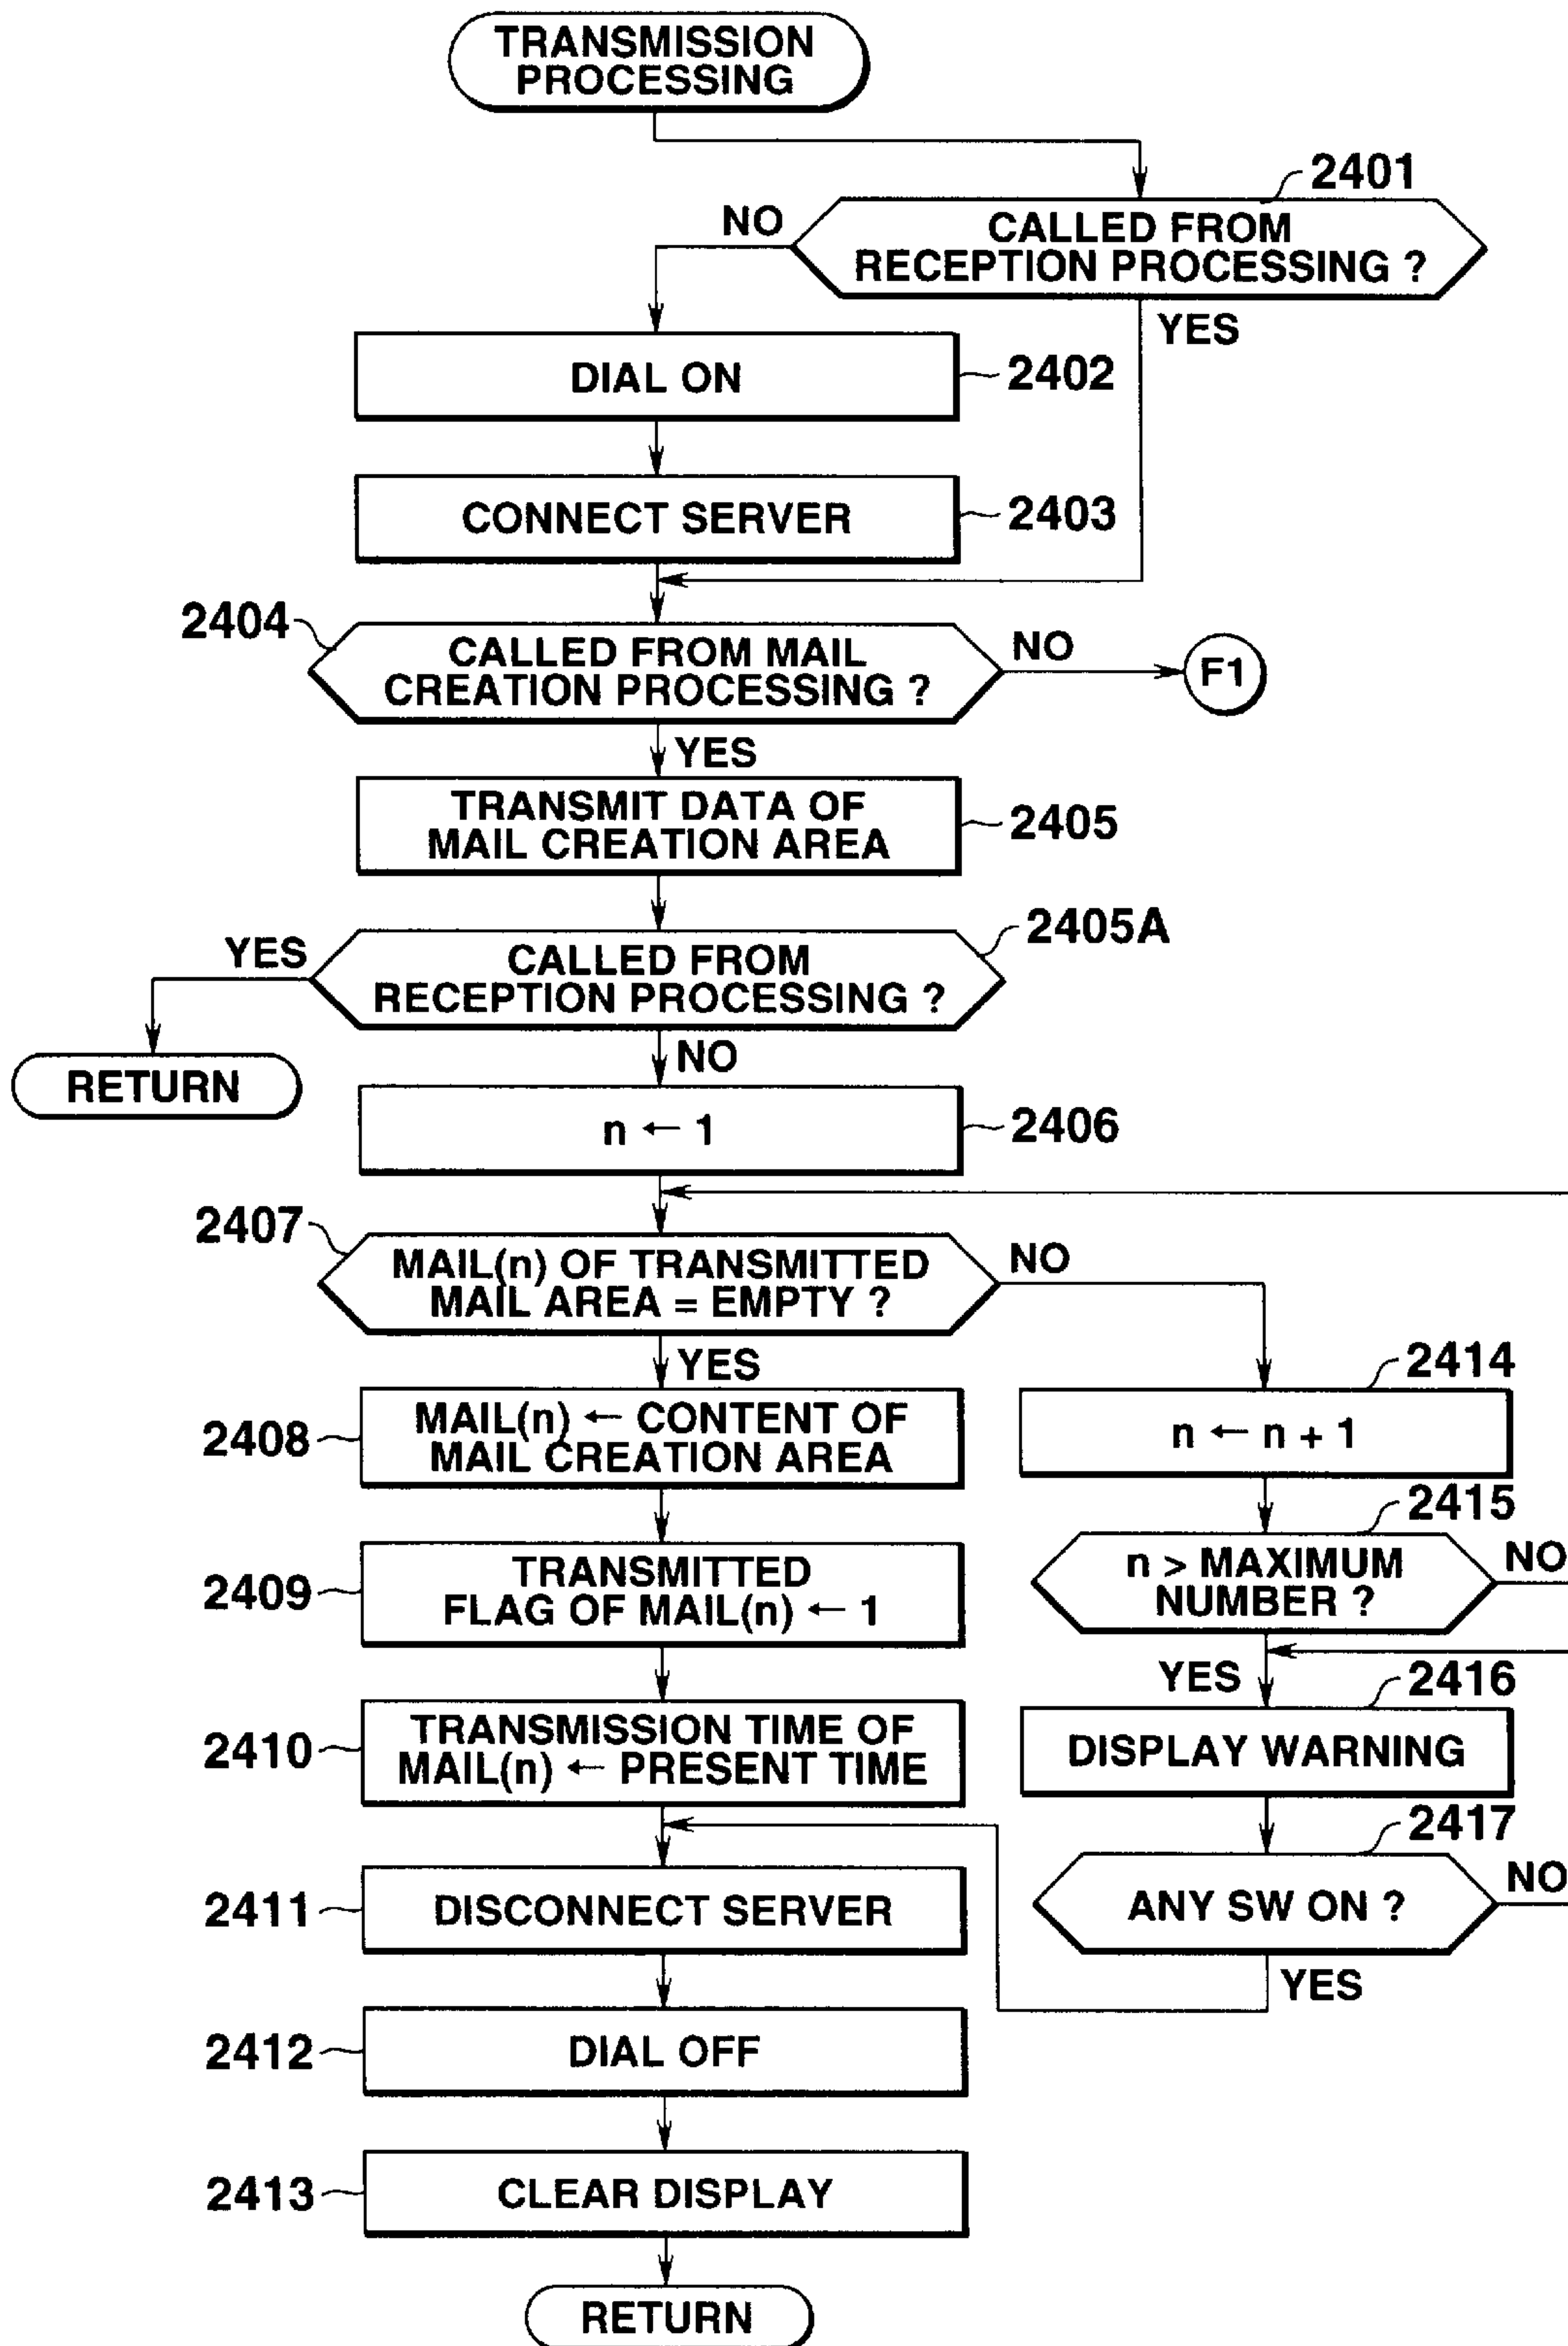 TRANSMISSION
PROCESSING
2401
NO
CALLED FROM
RECEPTION PROCESSING ?
YES
DIAL ON
2402
CONNECT SERVER
2403
2404
CALLED FROM MAIL
CREATION PROCESSING ?
NO
F1
YES
TRANSMIT DATA OF
MAIL CREATION AREA
2405
2405A
YES
CALLED FROM
RECEPTION PROCESSING ?
RETURN
NO
n ← 1
2406
2407
MAIL(n) OF TRANSMITTED
MAIL AREA = EMPTY ?
NO
YES
2408
MAIL(n) ← CONTENT OF
MAIL CREATION AREA
2414
n ← n + 1
2409
TRANSMITTED
FLAG OF MAIL(n) ← 1
2415
n > MAXIMUM
NUMBER ?
NO
YES
2410
TRANSMISSION TIME OF
MAIL(n) ← PRESENT TIME
2416
DISPLAY WARNING
2417
ANY SW ON ?
NO
YES
2411
DISCONNECT SERVER
2412
DIAL OFF
2413
CLEAR DISPLAY
RETURN